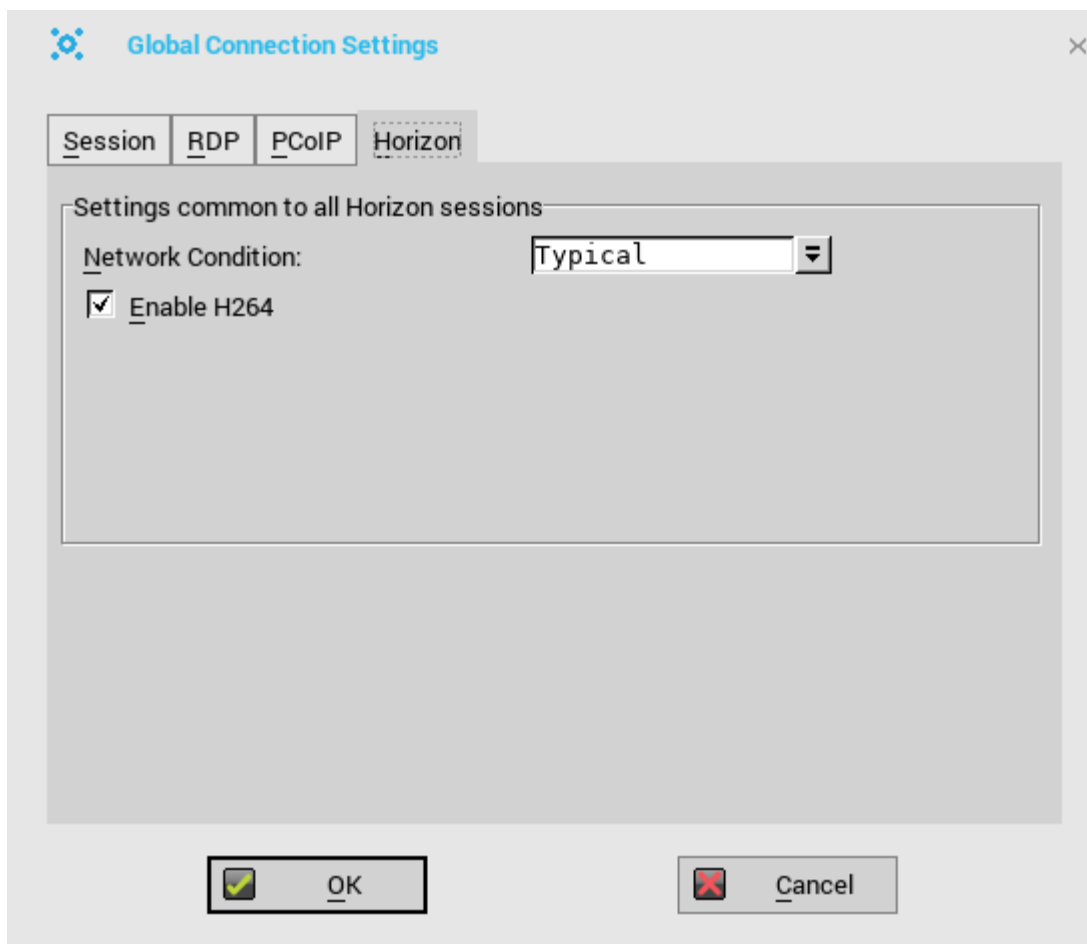 Global Connection Settings
Session RDP PCoIP Horizon
Settings common to all Horizon sessions
Network Condition: Typical
Enable H264
OK Cancel